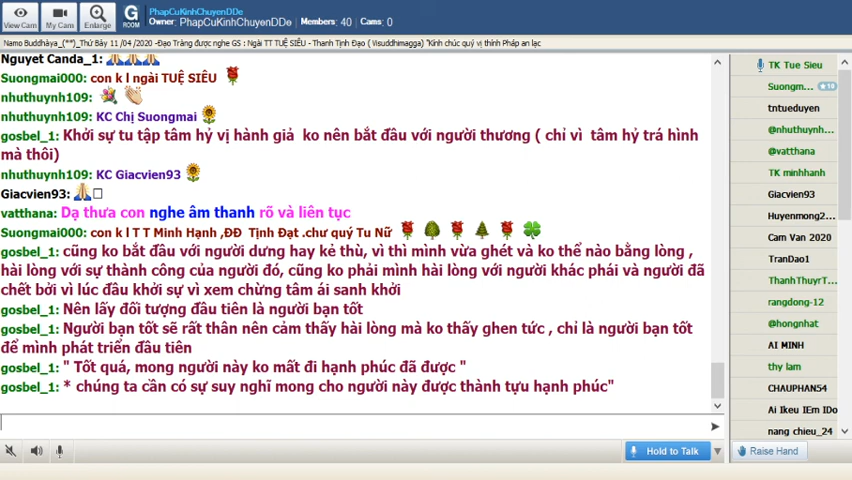 PhapCuKinhChuyenDDe
Owner: PhapCuKinhChuyenDDe Members: 40 Cams: 0
View Cam My Cam Enlarge G ROOM
Namo Buddhàya_(**)_Thứ Bảy 11 /04 /2020 -Đạo Tràng được nghe GS : Ngài TT TUỆ SIÊU - Thanh Tịnh Đạo ( Visuddhimagga) "Kính chúc quý vị thính Pháp an lạc
Nguyet Canda_1:
Suongmai000: con k l ngài TUỆ SIÊU
nhuthuynh109:
nhuthuynh109: KC Chị Suongmai
gosbel_1: Khởi sự tu tập tâm hỷ vị hành giả ko nên bắt đầu với người thương ( chỉ vì tâm hỷ trá hình
mà thôi)
nhuthuynh109: KC Giacvien93
Giacvien93:
vatthana: Dạ thưa con nghe âm thanh rõ và liên tục
Suongmai000: con k l T T Minh Hạnh ,ĐĐ Tịnh Đạt .chư quý Tu Nữ
gosbel_1: cũng ko bắt đầu với người dưng hay kẻ thù, vì thì mình vừa ghét và ko thể nào bằng lòng ,
hài lòng với sự thành công của người đó, cũng ko phải mình hài lòng với người khác phái và người đã
chết bởi vì lúc đầu khởi sự vì xem chừng tâm ái sanh khởi
gosbel_1: Nên lấy đối tượng đầu tiên là người bạn tốt
gosbel_1: Người bạn tốt sẽ rất thân nên cảm thấy hài lòng mà ko thấy ghen tức , chỉ là người bạn tốt
để mình phát triển đầu tiên
gosbel_1: " Tốt quá, mong người này ko mất đi hạnh phúc đã được "
gosbel_1: * chúng ta cần có sự suy nghĩ mong cho người này được thành tựu hạnh phúc"
TK Tue Sieu
Suongm... 10
tntueduyen
@nhuthuynh...
@vatthana
TK minhhanh
Giacvien93
Huyenmong2...
Cam Van 2020
TranDao1
ThanhThuyrT...
rangdong-12
@hongnhat
AI MINH
thy lam
CHAUPHAN54
Ai Ikeu IEm IDo
nang chieu_24
Hold to Talk
Raise Hand